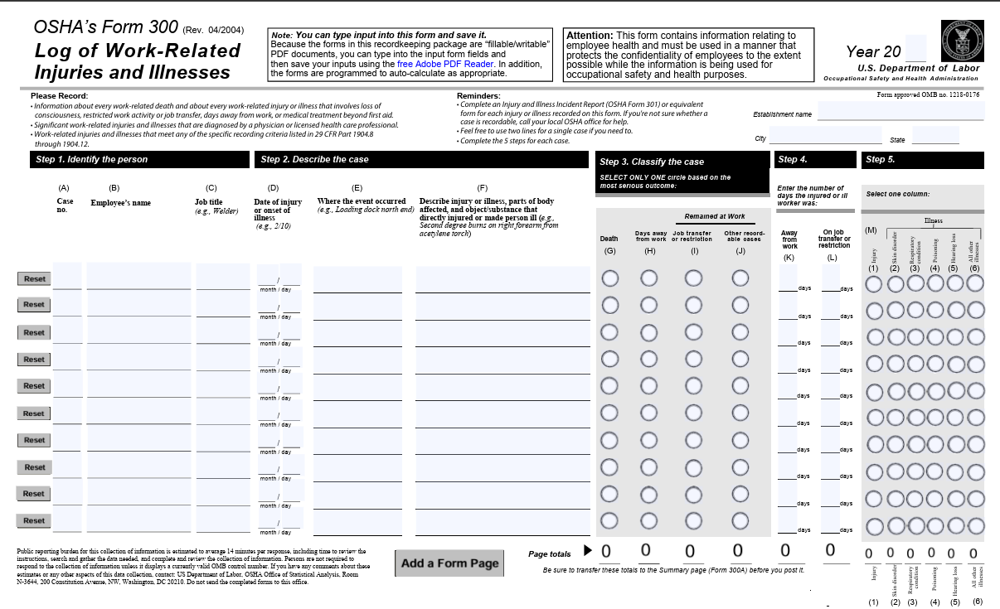 OSHA's Form 300 (Rev. 04/2004)
Log of Work-Related
Injuries and Illnesses
Note: You can type input into this form and save it.
Because the forms in this recordkeeping package are “fillable/writable”
PDF documents, you can type into the input form fields and
then save your inputs using the free Adobe PDF Reader. In addition,
the forms are programmed to auto-calculate as appropriate.
Attention: This form contains information relating to
employee health and must be used in a manner that
protects the confidentiality of employees to the extent
possible while the information is being used for
occupational safety and health purposes.
Year 20
U.S. Department of Labor
Occupational Safety and Health Administration
Form approved OMB no. 1218-0176
Please Record:
• Information about every work-related death and about every work-related injury or illness that involves loss of
consciousness, restricted work activity or job transfer, days away from work, or medical treatment beyond first aid.
• Significant work-related injuries and illnesses that are diagnosed by a physician or licensed health care professional.
• Work-related injuries and illnesses that meet any of the specific recording criteria listed in 29 CFR Part 1904.8
through 1904.12.
Reminders:
• Complete an Injury and Illness Incident Report (OSHA Form 301) or equivalent
form for each injury or illness recorded on this form. If you're not sure whether a
case is recordable, call your local OSHA office for help.
• Feel free to use two lines for a single case if you need to.
• Complete the 5 steps for each case.
Establishment name
City State
Step 1. Identify the person
Step 2. Describe the case
Step 3. Classify the case
SELECT ONLY ONE circle based on the
most serious outcome:
Step 4.
Enter the number of
days the injured or ill
worker was:
Step 5.
Select one column:
(A)
Case
no.
(B)
Employee's name
(C)
Job title
(e.g., Welder)
(D)
Date of injury
or onset of
illness
(e.g., 2/10)
(E)
Where the event occurred
(e.g., Loading dock north end)
(F)
Describe injury or illness, parts of body
affected, and object/substance that
directly injured or made person ill (e.g.,
Second degree burns on right forearm from
acetylene torch)
Remained at Work
Death
(G)
Days away
from work
(H)
Job transfer
or restriction
(I)
Other record-
able cases
(J)
Away
from
work
(K)
On job
transfer or
restriction
(L)
(M)
Illness
Injury
Skin disorder
Respiratory
condition
Poisoning
Hearing loss
All other
illnesses
(1) (2) (3) (4) (5) (6)
Reset / month / day days days
Reset / month / day days days
Reset / month / day days days
Reset / month / day days days
Reset / month / day days days
Reset / month / day days days
Reset / month / day days days
Reset / month / day days days
Reset / month / day days days
Reset / month / day days days
Public reporting burden for this collection of information is estimated to average 14 minutes per response, including time to review the
instructions, search and gather the data needed, and complete and review the collection of information. Persons are not required to
respond to the collection of information unless it displays a currently valid OMB control number. If you have any comments about these
estimates or any other aspects of this data collection, contact: US Department of Labor, OSHA Office of Statistical Analysis, Room
N-3644, 200 Constitution Avenue, NW, Washington, DC 20210. Do not send the completed forms to this office.
Add a Form Page
Page totals 0 0 0 0 0 0 0 0 0 0 0 0
Be sure to transfer these totals to the Summary page (Form 300A) before you post it.
Injury
Skin disorder
Respiratory
condition
Poisoning
Hearing loss
All other
illnesses
(1) (2) (3) (4) (5) (6)